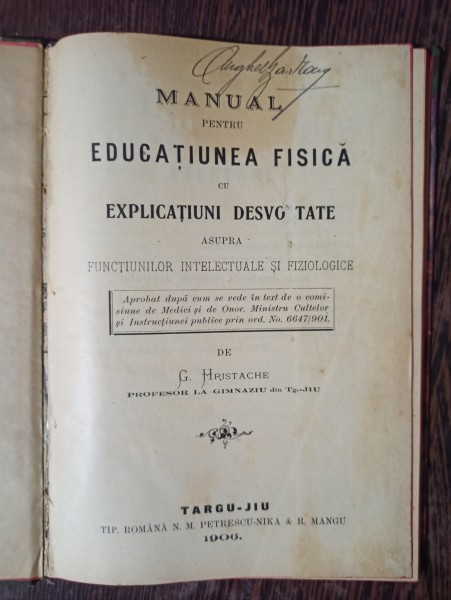 MANUAL
PENTRU
EDUCAȚIUNEA FISICĂ
CU
EXPLICAȚIUNI DESVO TATE
ASUPRA
FUNCȚIUNILOR INTELECTUALE ȘI FIZIOLOGICE
Aprobat după cum se vede în text de o comi-
siune de Medici și de Onor. Ministru Cultelor
și Instrucțiunei publice prin ord. No. 6647/901.
DE
G. HRISTACHE
PROFESOR LA GIMNAZIU din Tg.-JIU
TARGU-JIU
TIP. ROMÂNĂ N. M. PETRESCU-NIKA & R. MANGU
1906.